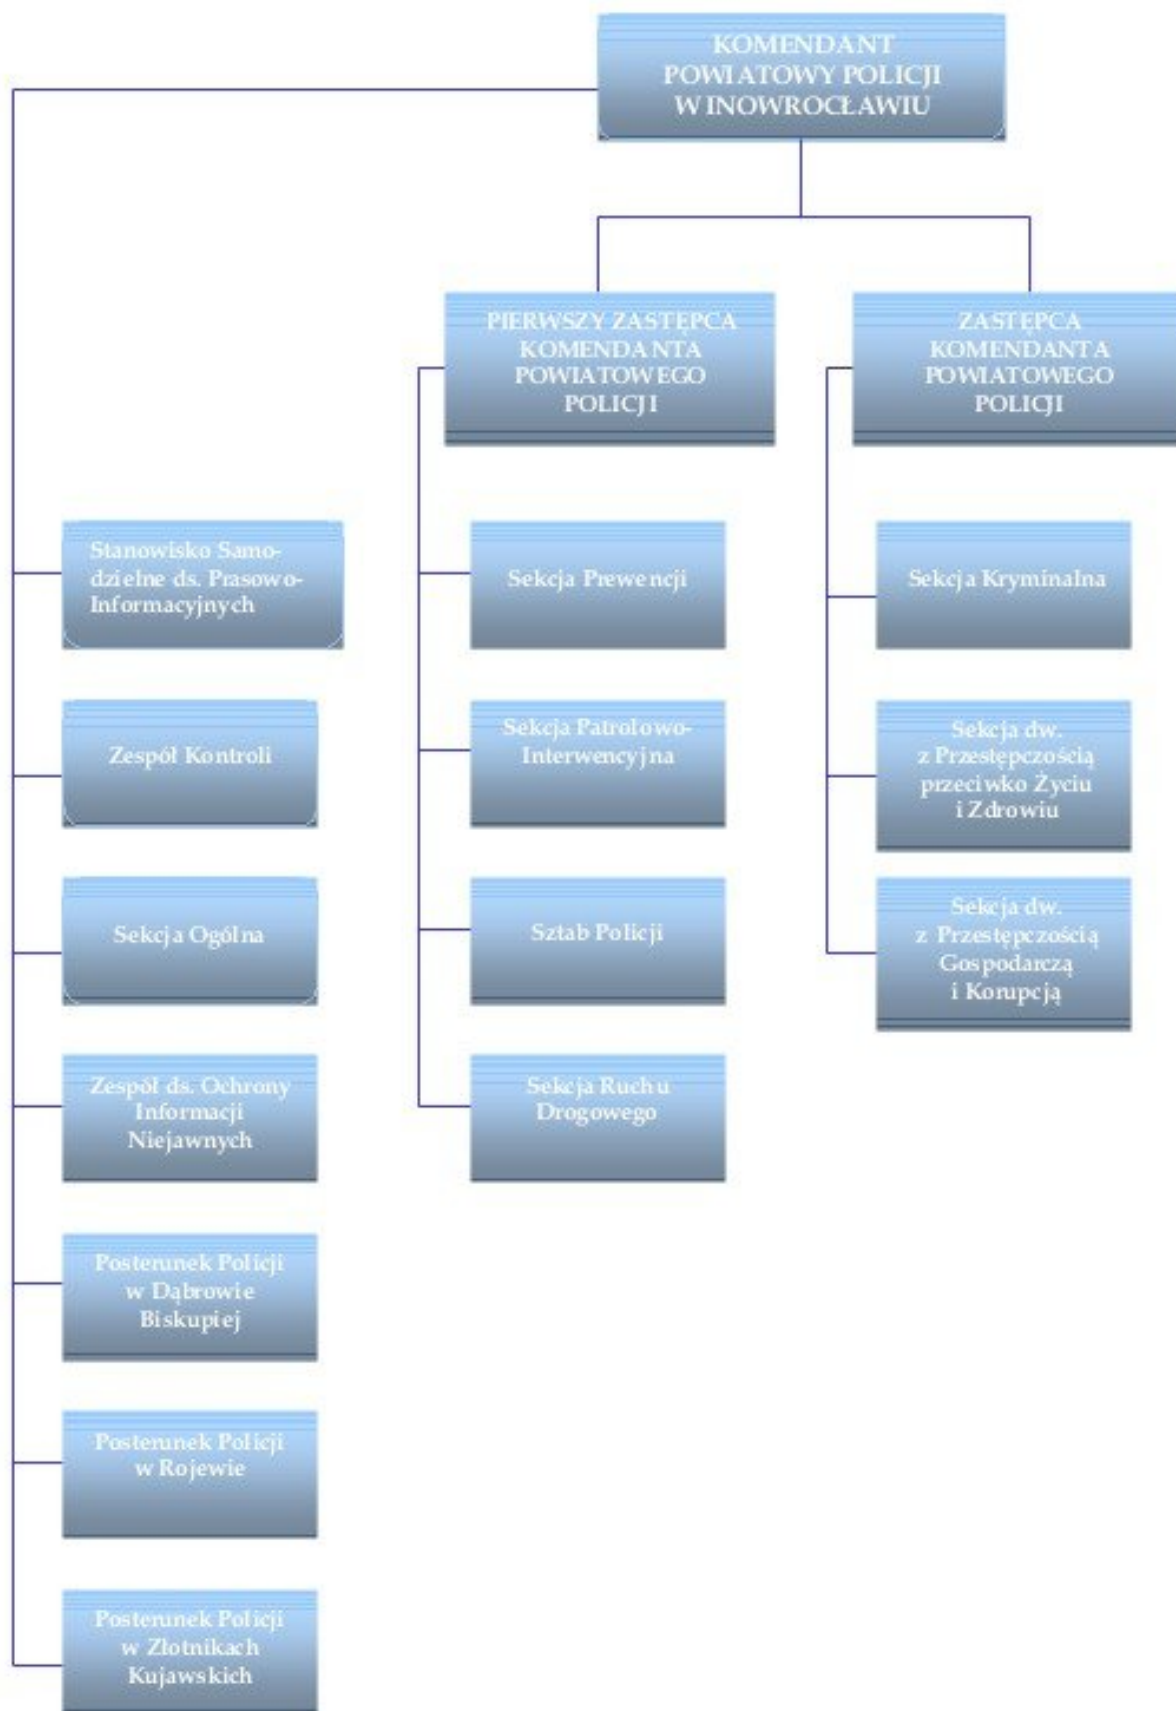 KOMENDANT
POWIATOWY POLICJI
W INOWROCŁAWIU
PIERWSZY ZASTĘPCA
KOMENDANTA
POWIATOWEGO
POLICJI
ZASTĘPCA
KOMENDANTA
POWIATOWEGO
POLICJI
Stanowisko Samo-
dzielne ds. Prasowo-
Informacyjnych
Zespół Kontroli
Sekcja Ogólna
Zespół ds. Ochrony
Informacji
Niejawnych
Posterunek Policji
w Dąbrowie
Biskupiej
Posterunek Policji
w Rojewie
Posterunek Policji
w Złotnikach
Kujawskich
Sekcja Prewencji
Sekcja Patrolowo-
Interwencyjna
Sztab Policji
Sekcja Ruchu
Drogowego
Sekcja Kryminalna
Sekcja dw.
z Przestępczością
przeciwko Życiu
i Zdrowiu
Sekcja dw.
z Przestępczością
Gospodarczą
i Korupcją